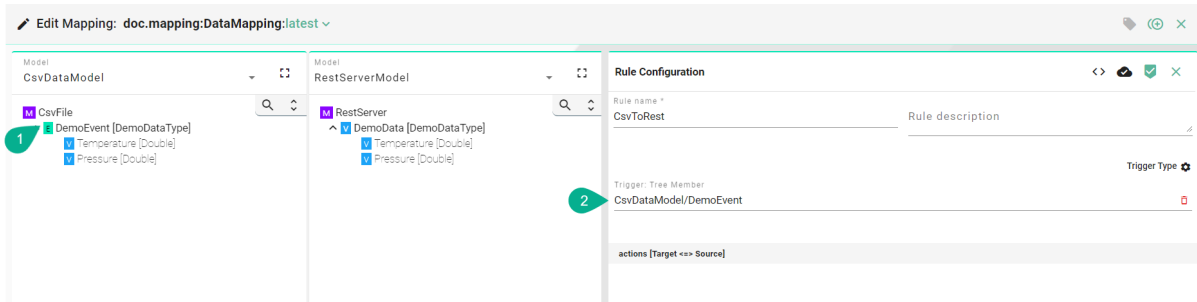 Edit Mapping: doc.mapping:DataMapping:latest
Model
CsvDataModel
M CsvFile
1
E DemoEvent [DemoDataType]
V Temperature [Double]
V Pressure [Double]
Model
RestServerModel
M RestServer
V DemoData [DemoDataType]
V Temperature [Double]
V Pressure [Double]
Rule Configuration
Rule name *
CsvToRest
Rule description
Trigger Type
Trigger: Tree Member
2
CsvDataModel/DemoEvent
actions [Target <=> Source]